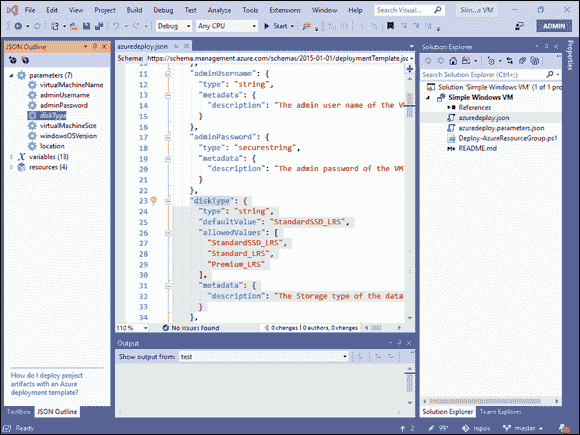 File Edit View Project Build Debug Test Analyze
Tools Extensions Window Help Search Sim...s VM
Debug Any CPU Start ADMIN
JSON Outline
parameters (7)
virtualMachineName
adminUsername
adminPassword
diskType
virtualMachineSize
windowsOSVersion
location
variables (13)
resources (4)
How do I deploy project
artifacts with an Azure
deployment template?
Toolbox JSON Outline
azuredeploy.json
Schema: https://schema.management.azure.com/schemas/2015-01-01/deploymentTemplate.jsc
10 },
11 "adminUsername": {
12 "type": "string",
13 "metadata": {
14 "description": "The admin user name of the VM
15 }
16 },
17 "adminPassword": {
18 "type": "securestring",
19 "metadata": {
20 "description": "The admin password of the VM
21 }
22 },
23 "diskType": {
24 "type": "string",
25 "defaultValue": "StandardSSD_LRS",
26 "allowedValues": [
27 "StandardSSD_LRS",
28 "Standard_LRS",
29 "Premium_LRS"
30 ],
31 "metadata": {
32 "description": "The Storage type of the data
33 }
34 },
110 % No issues found 0 changes | 0 authors, 0 changes
Output
Show output from: test
Solution Explorer
Search Solution Explorer (Ctrl+;)
Solution 'Simple Windows VM' (1 of 1 pr
Simple Windows VM
References
azuredeploy.json
azuredeploy.parameters.json
Deploy-AzureResourceGroup.ps1
README.md
Solution Explorer Team Explorer
Properties
Ready 2 99+ repos master